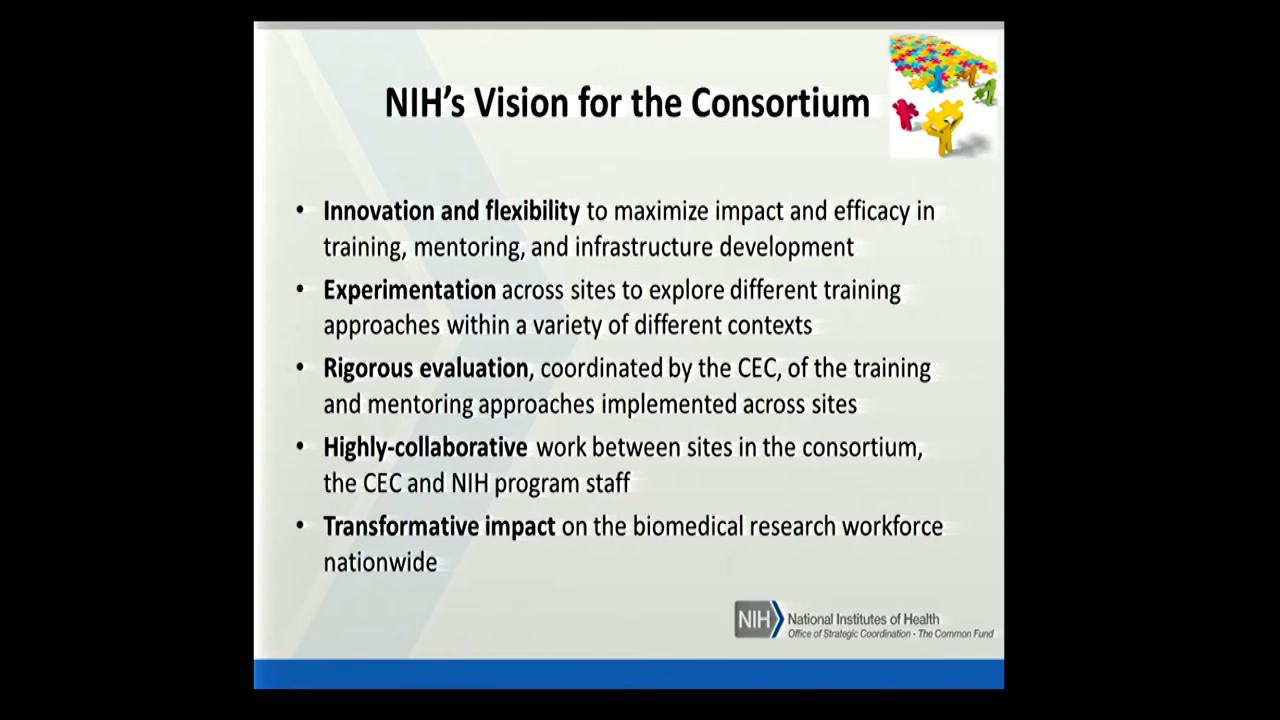 NIH's Vision for the Consortium
• Innovation and flexibility to maximize impact and efficacy in
training, mentoring, and infrastructure development
• Experimentation across sites to explore different training
approaches within a variety of different contexts
• Rigorous evaluation, coordinated by the CEC, of the training
and mentoring approaches implemented across sites
• Highly-collaborative work between sites in the consortium,
the CEC and NIH program staff
• Transformative impact on the biomedical research workforce
nationwide
NIH National Institutes of Health
Office of Strategic Coordination - The Common Fund